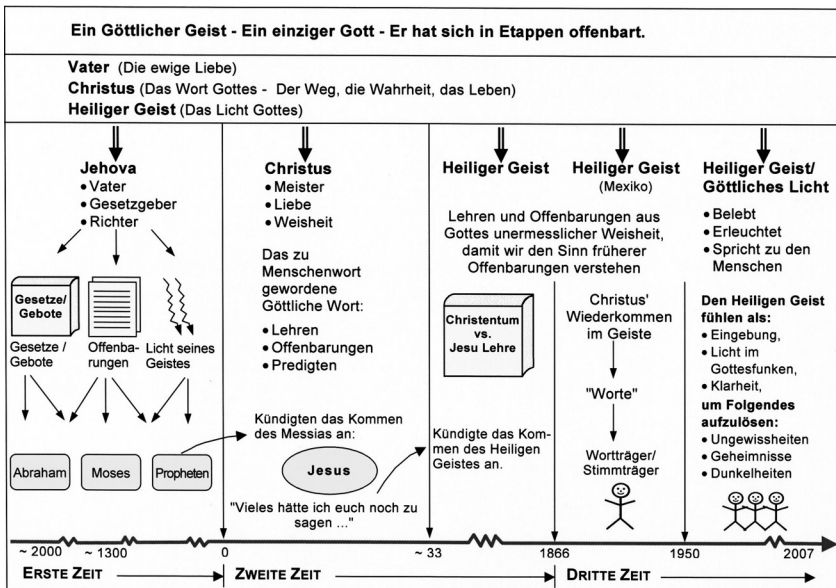 Ein Göttlicher Geist - Ein einziger Gott - Er hat sich in Etappen offenbart.
Vater (Die ewige Liebe)
Christus (Das Wort Gottes - Der Weg, die Wahrheit, das Leben)
Heiliger Geist (Das Licht Gottes)
Jehova
• Vater
• Gesetzgeber
• Richter
Gesetze/
Gebote
Gesetze /
Gebote
Offenba-
rungen
Licht seines
Geistes
Abraham
Moses
Propheten
Christus
• Meister
• Liebe
• Weisheit
Das zu
Menschenwort
gewordene
Göttliche Wort:
• Lehren
• Offenbarungen
• Predigten
Kündigten das Kommen
des Messias an:
Jesus
"Vieles hätte ich euch noch zu
sagen ..."
Heiliger Geist
Heiliger Geist
(Mexiko)
Lehren und Offenbarungen aus
Gottes unermesslicher Weisheit,
damit wir den Sinn früherer
Offenbarungen verstehen
Christentum
vs.
Jesu Lehre
Kündigte das Kom-
men des Heiligen
Geistes an.
Christus'
Wiederkommen
im Geiste
"Worte"
Wortträger/
Stimmträger
Heiliger Geist/
Göttliches Licht
• Belebt
• Erleuchtet
• Spricht zu den
Menschen
Den Heiligen Geist
fühlen als:
• Eingebung,
• Licht im
Gottesfunken,
• Klarheit,
um Folgendes
aufzulösen:
• Ungewissheiten
• Geheimnisse
• Dunkelheiten
~ 2000 ~ 1300 0 ~ 33 1866 1950 2007
ERSTE ZEIT ZWEITE ZEIT DRITTE ZEIT